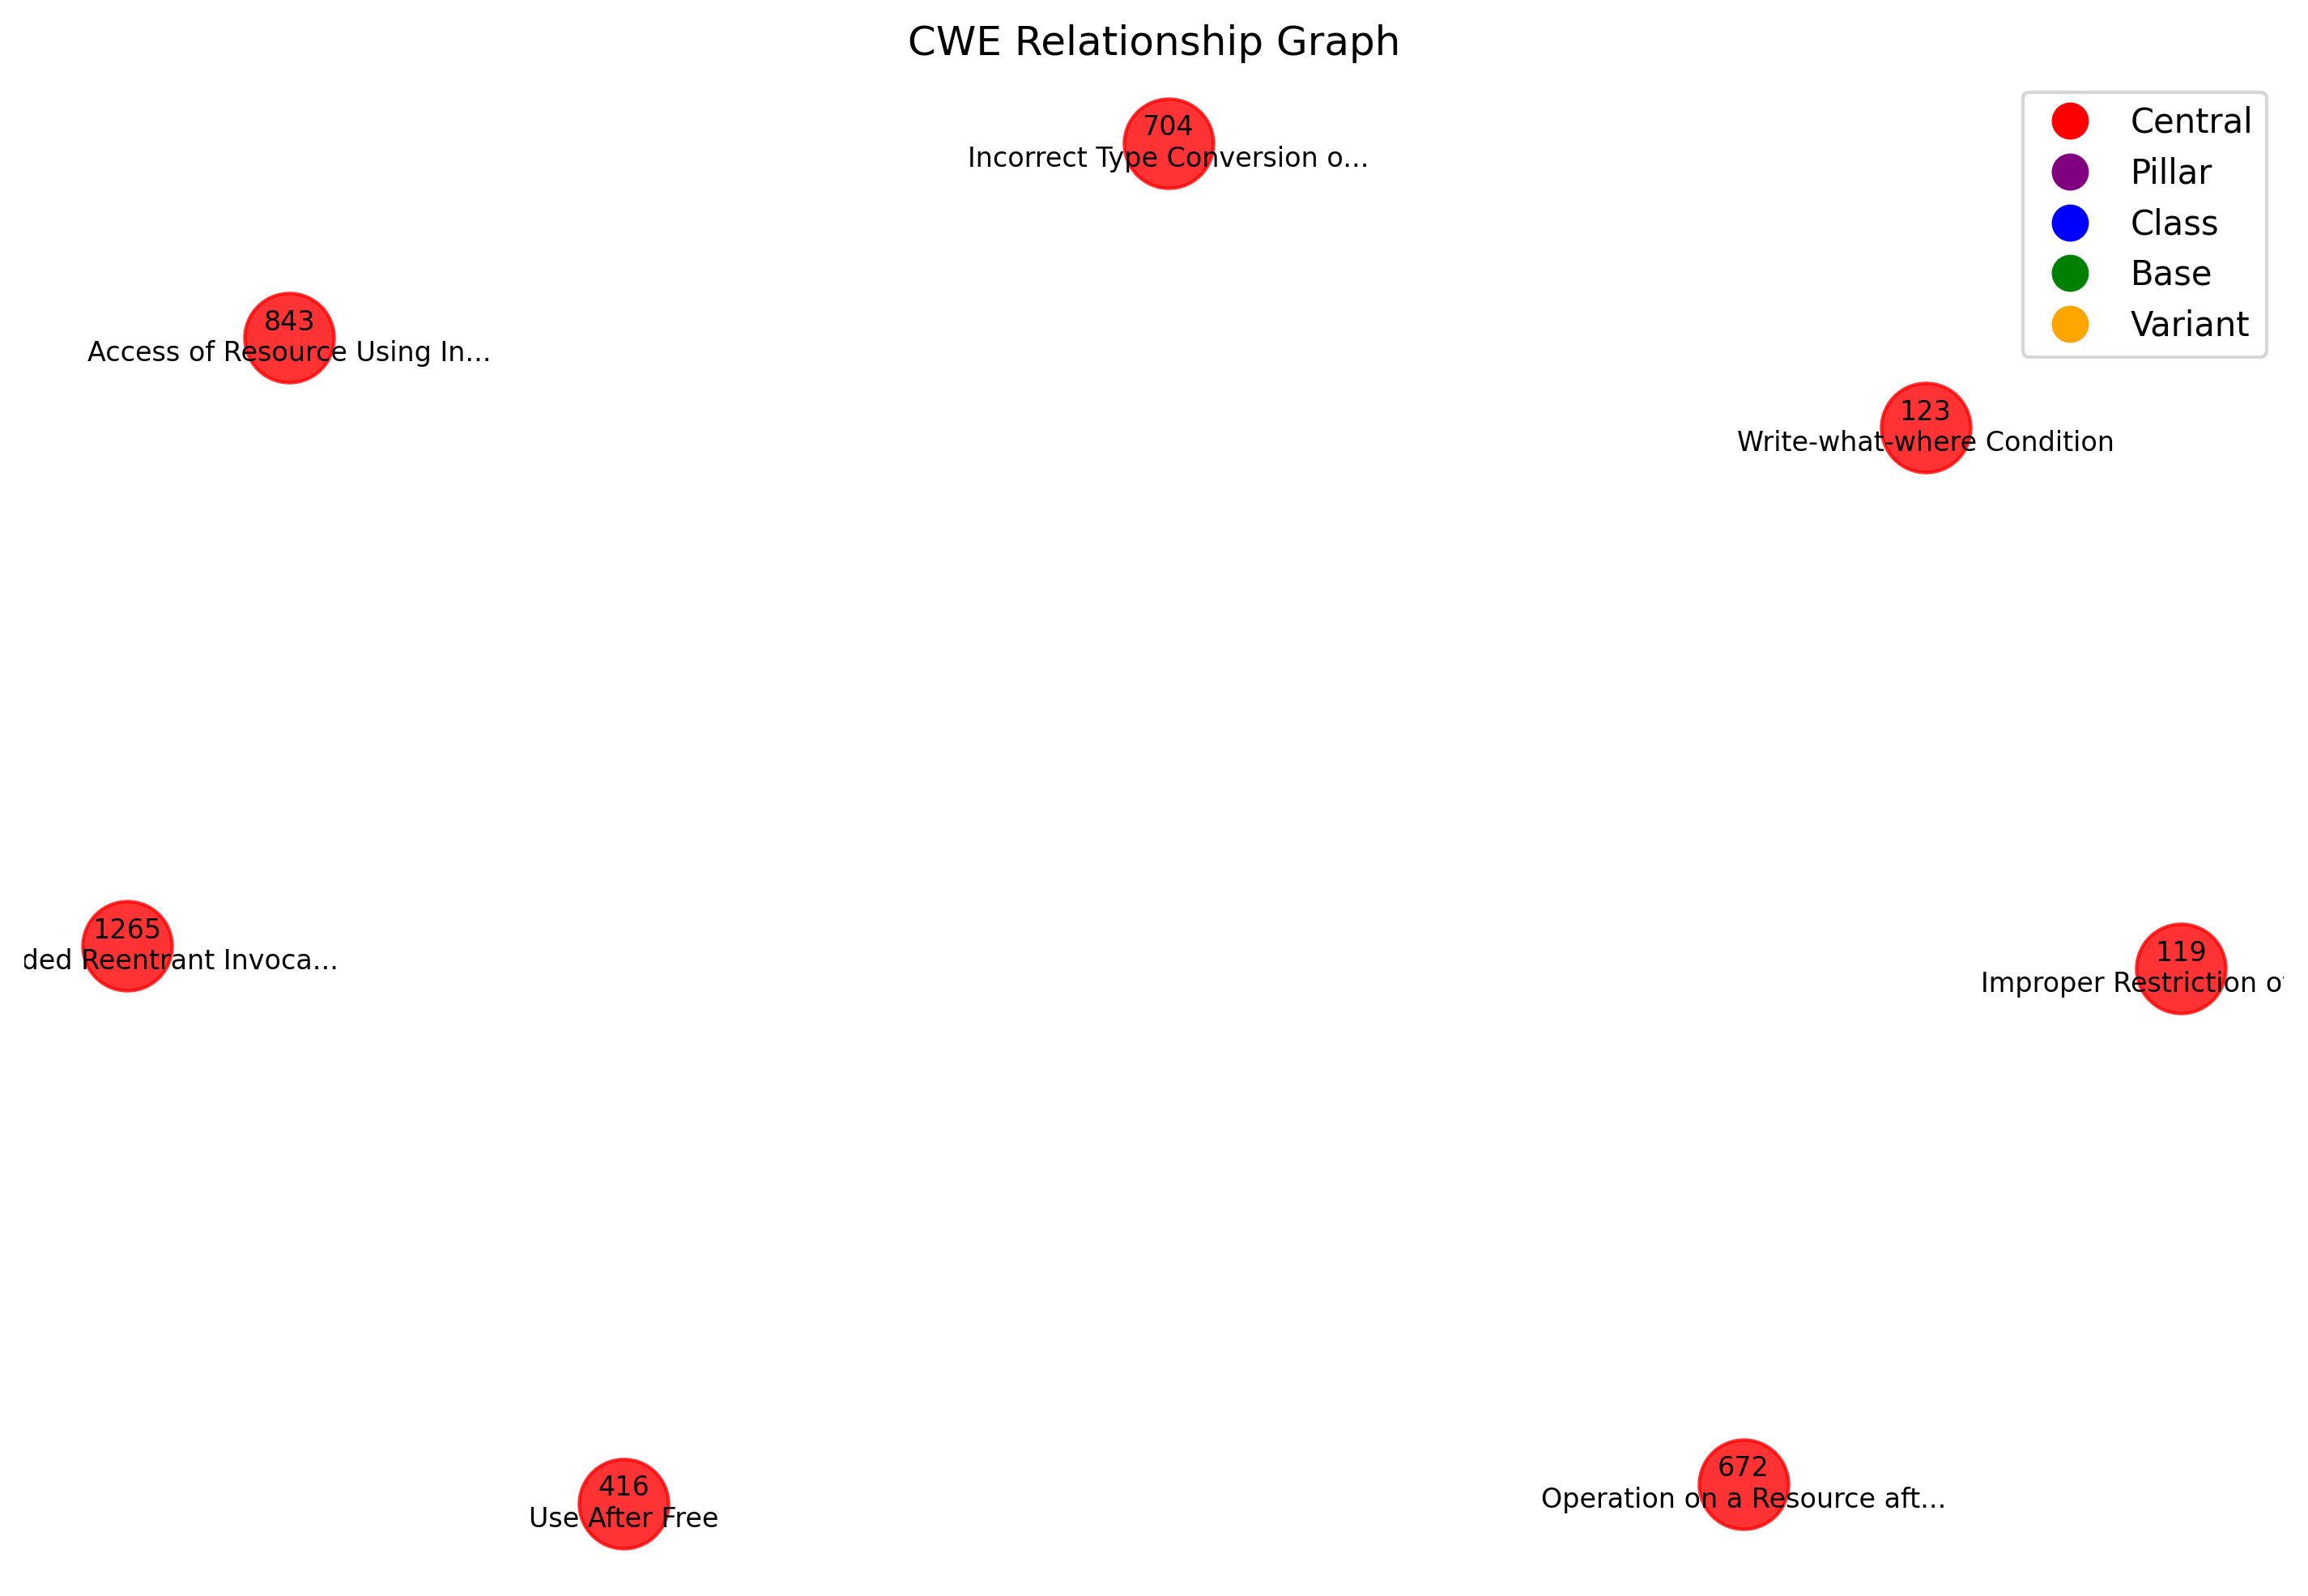 CWE Relationship Graph
704
Incorrect Type Conversion o...
Central
Pillar
Class
Base
Variant
843
Access of Resource Using In...
123
Write-what-where Condition
1265
ded Reentrant Invoca...
119
Improper Restriction of
416
Use After Free
672
Operation on a Resource aft...